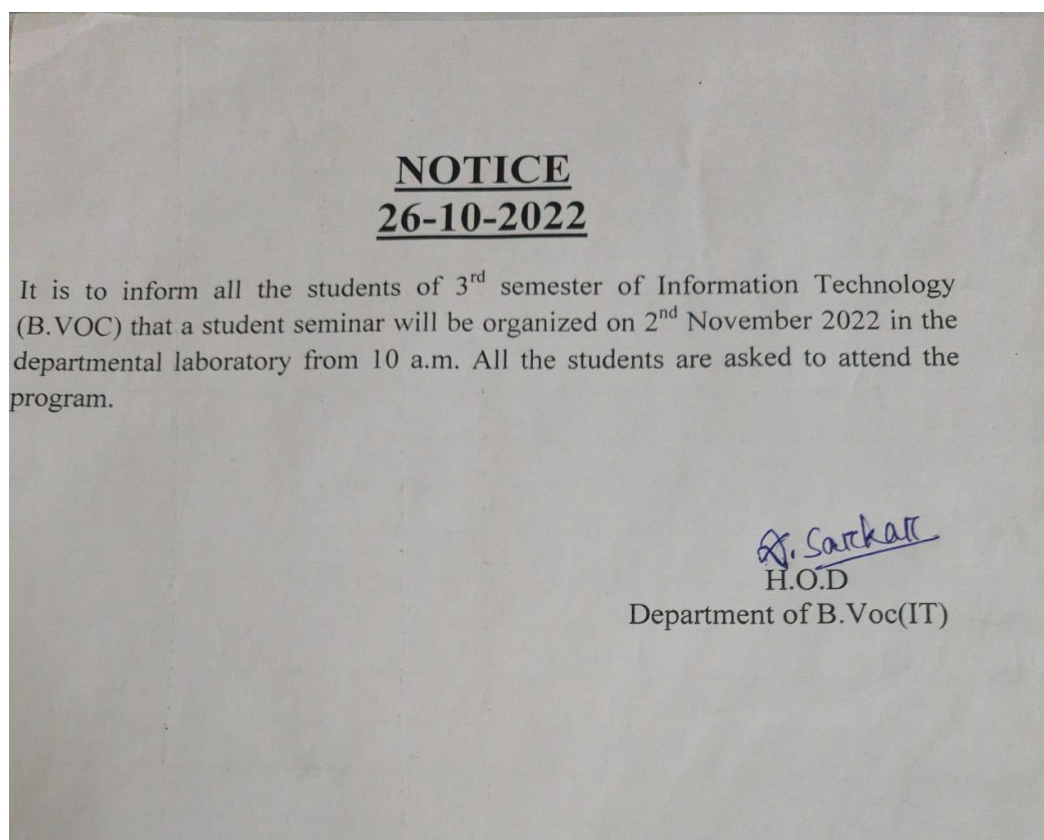 NOTICE
26-10-2022
It is to inform all the students of 3rd semester of Information Technology
(B.VOC) that a student seminar will be organized on 2nd November 2022 in the
departmental laboratory from 10 a.m. All the students are asked to attend the
program.
Sarkar
H.O.D
Department of B.Voc(IT)